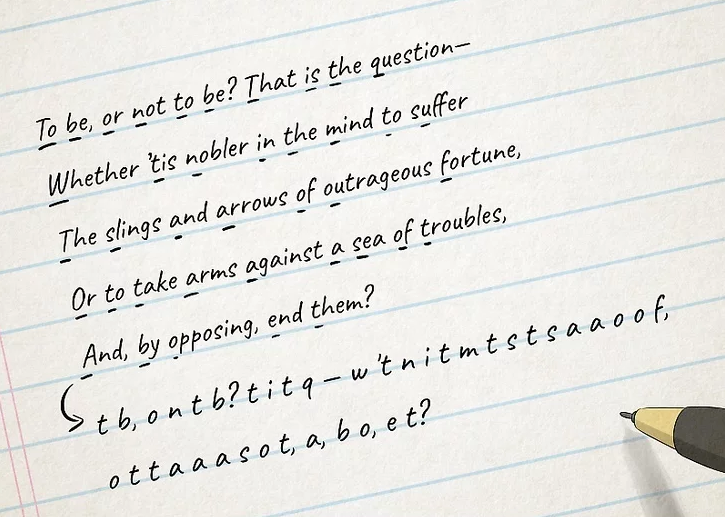 To be, or not to be? That is the question—
Whether 'tis nobler in the mind to suffer
The slings and arrows of outrageous fortune,
Or to take arms against a sea of troubles,
And, by opposing, end them?
t b, o n t b? t i t q – w 't n i t m t s t s a a o o f,
o t t a a a s o t, a, b o, e t?